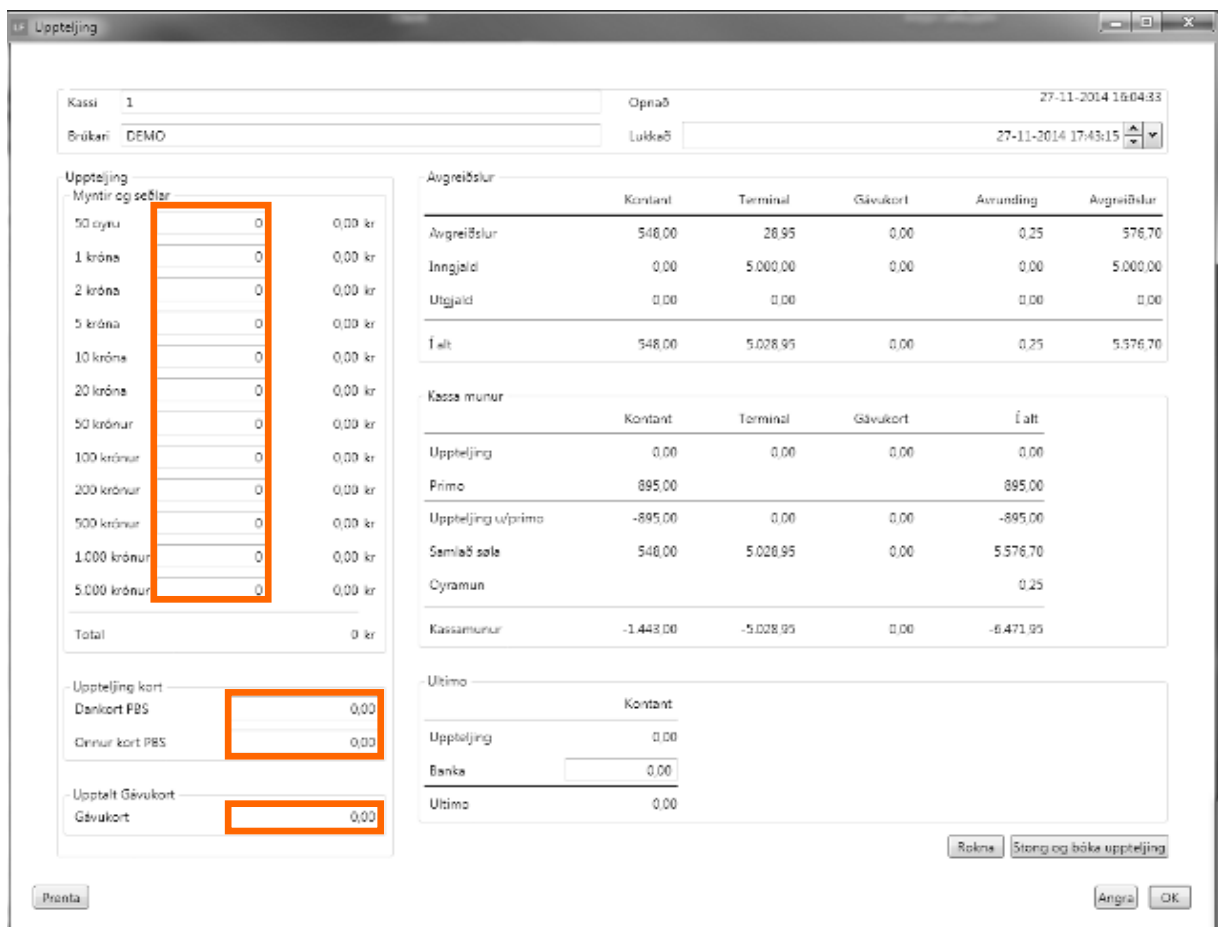 LF Uppteljing
Kassi 1 Opnað 27-11-2014 16:04:33
Brúkari DEMO Lukkað 27-11-2014 17:43:15
Uppteljing
Myntir og seðlar
50 oyru 0 0,00 kr
1 króna 0 0,00 kr
2 króna 0 0,00 kr
5 króna 0 0,00 kr
10 króna 0 0,00 kr
20 króna 0 0,00 kr
50 krónur 0 0,00 kr
100 krónur 0 0,00 kr
200 krónur 0 0,00 kr
500 krónur 0 0,00 kr
1.000 krónur 0 0,00 kr
5.000 krónur 0 0,00 kr
Total 0 kr
Uppteljing kort
Dankort PBS 0,00
Onnur kort PBS 0,00
Upptalt Gávukort
Gávukort 0,00
Avgreiðslur
Kontant Terminal Gávukort Avrunding Avgreiðslur
Avgreiðslur 548,00 28,95 0,00 0,25 576,70
Inngjald 0,00 5.000,00 0,00 0,00 5.000,00
Utgjald 0,00 0,00 0,00 0,00
Í alt 548,00 5.028,95 0,00 0,25 5.576,70
Kassa munur
Kontant Terminal Gávukort Í alt
Uppteljing 0,00 0,00 0,00 0,00
Primo 895,00 895,00
Uppteljing u/primo -895,00 0,00 0,00 -895,00
Samlað søla 548,00 5.028,95 0,00 5.576,70
Oyramun 0,25
Kassamunur -1.443,00 -5.028,95 0,00 -6.471,95
Ultimo
Kontant
Uppteljing 0,00
Banka 0,00
Ultimo 0,00
Rokna Stong og bóka uppteljing
Prenta Angra OK